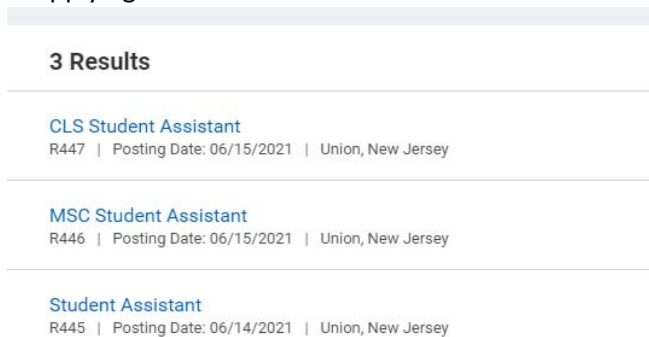 3 Results
CLS Student Assistant
R447 | Posting Date: 06/15/2021 | Union, New Jersey
MSC Student Assistant
R446 | Posting Date: 06/15/2021 | Union, New Jersey
Student Assistant
R445 | Posting Date: 06/14/2021 | Union, New Jersey